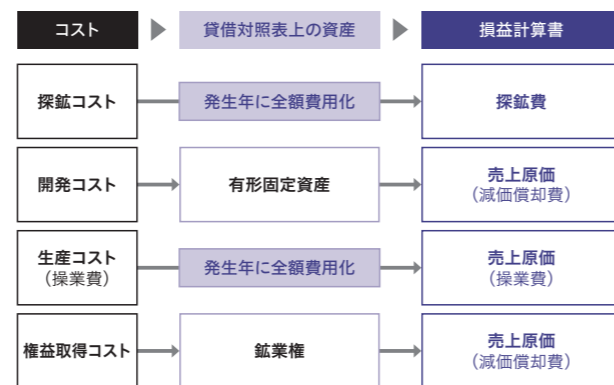 コスト
貸借対照表上の資産
損益計算書
探鉱コスト
発生年に全額費用化
探鉱費
開発コスト
有形固定資産
売上原価
(減価償却費)
生産コスト
(操業費)
発生年に全額費用化
売上原価
(操業費)
権益取得コスト
鉱業権
売上原価
(減価償却費)